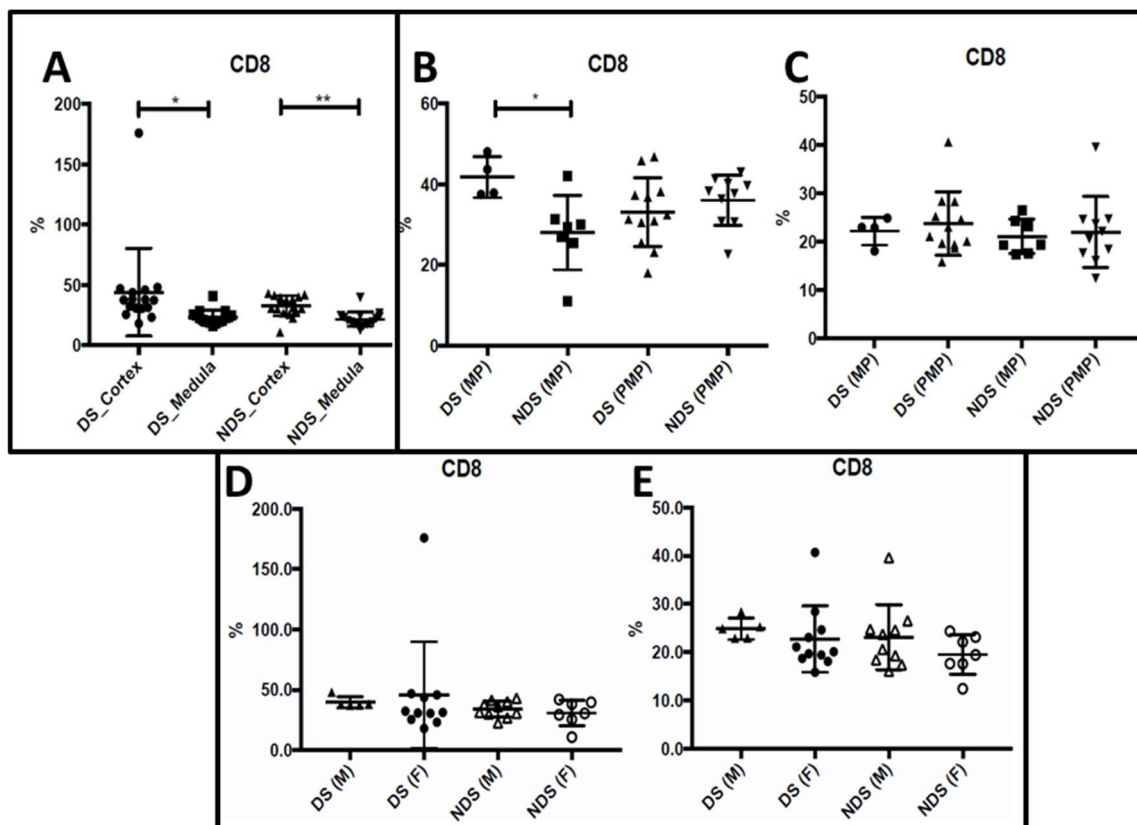 A
CD8
*
**
%
200
150
100
50
0
DS_Cortex
DS_Medula
NDS_Cortex
NDS_Medula
B
CD8
*
%
60
40
20
0
DS (MP)
NDS (MP)
DS (PMP)
NDS (PMP)
C
CD8
%
50
40
30
20
10
0
DS (MP)
DS (PMP)
NDS (MP)
NDS (PMP)
D
CD8
%
200.0
150.0
100.0
50.0
0.0
DS (M)
DS (F)
NDS (M)
NDS (F)
E
CD8
%
50.0
40.0
30.0
20.0
10.0
0.0
DS (M)
DS (F)
NDS (M)
NDS (F)